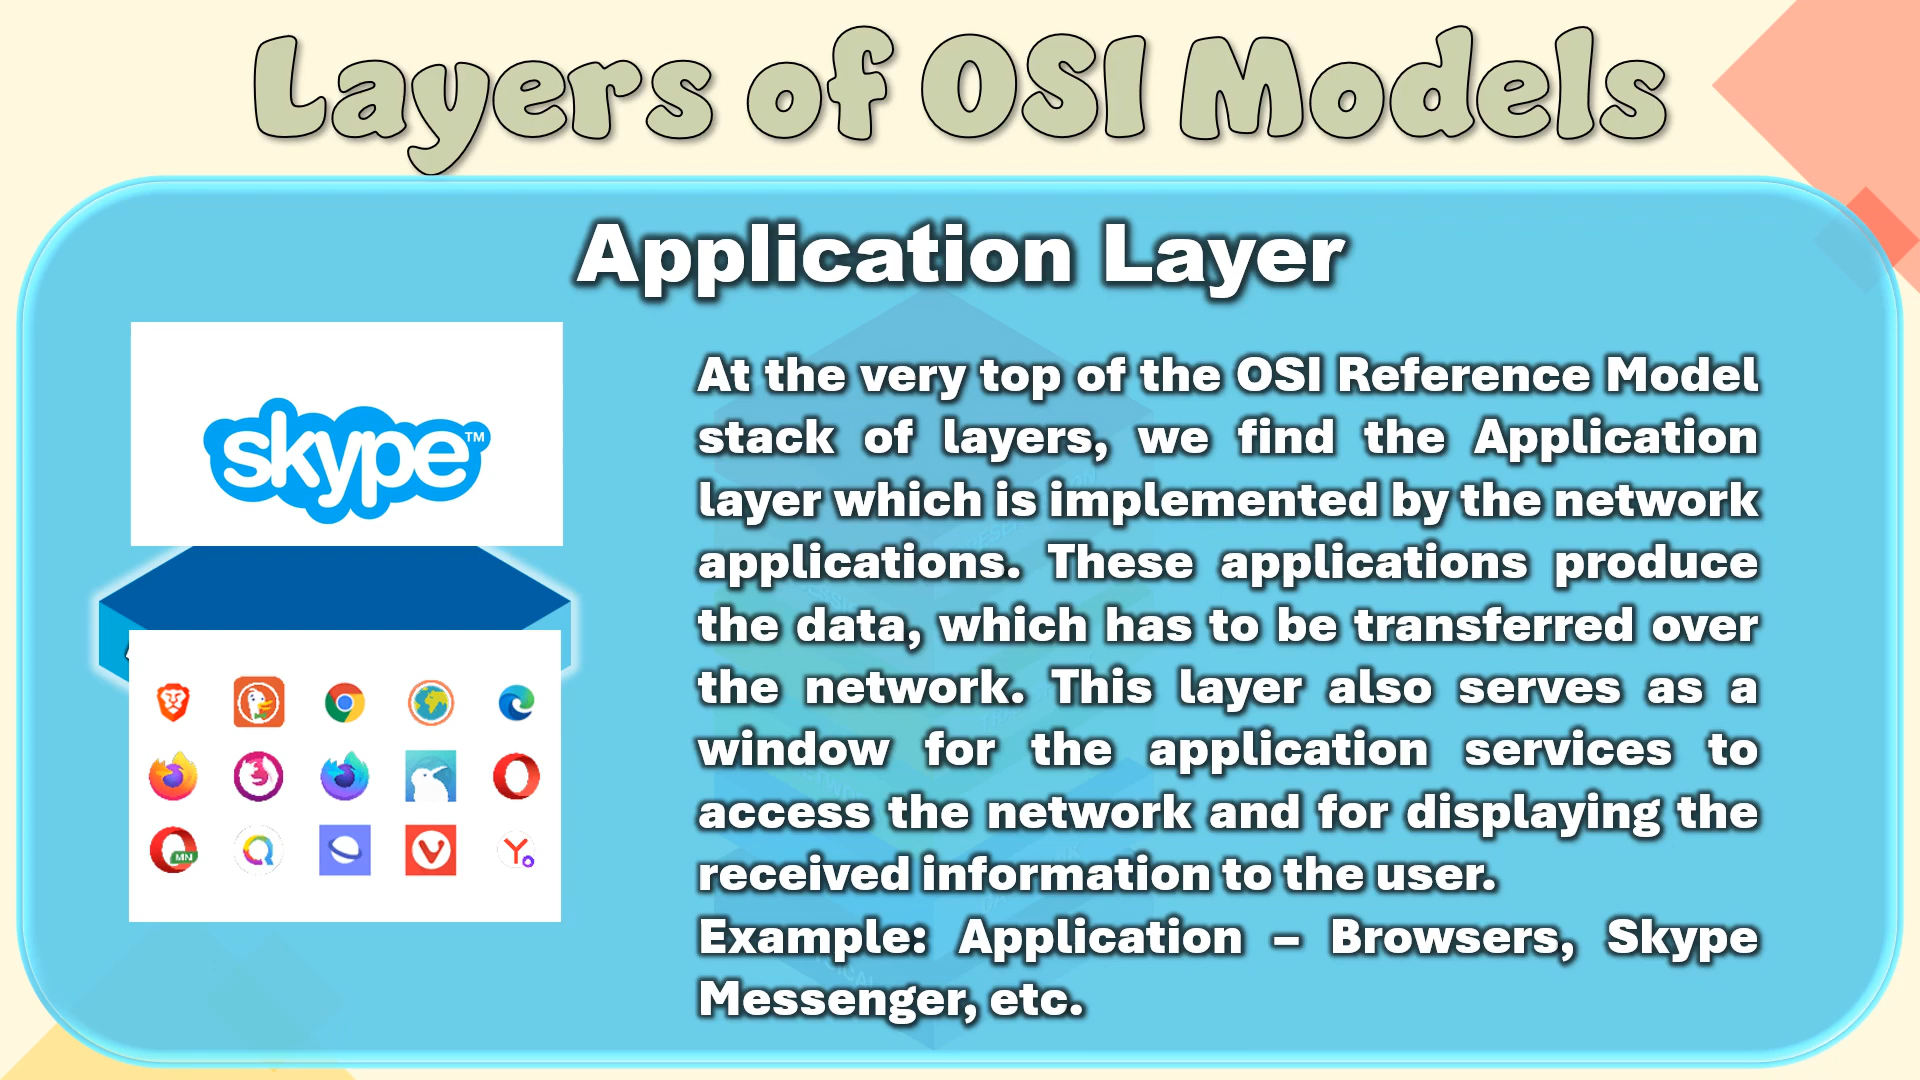 Layers of OSI Models
Application Layer
skype™
At the very top of the OSI Reference Model
stack of layers, we find the Application
layer which is implemented by the network
applications. These applications produce
the data, which has to be transferred over
the network. This layer also serves as a
window for the application services to
access the network and for displaying the
received information to the user.
Example: Application – Browsers, Skype
Messenger, etc.
MN